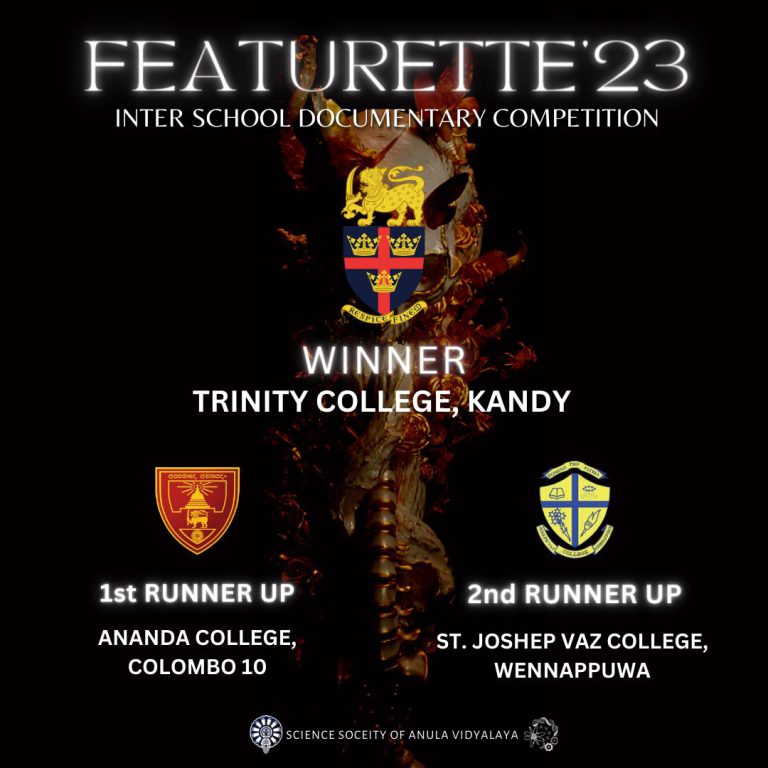 FEATURETTE'23
INTER SCHOOL DOCUMENTARY COMPETITION
RESPICE FINEM
WINNER
TRINITY COLLEGE, KANDY
1st RUNNER UP
2nd RUNNER UP
ANANDA COLLEGE,
COLOMBO 10
ST. JOSHEP VAZ COLLEGE,
WENNAPPUWA
COLLEGE
SCIENCE SOCEITY OF ANULA VIDYALAYA